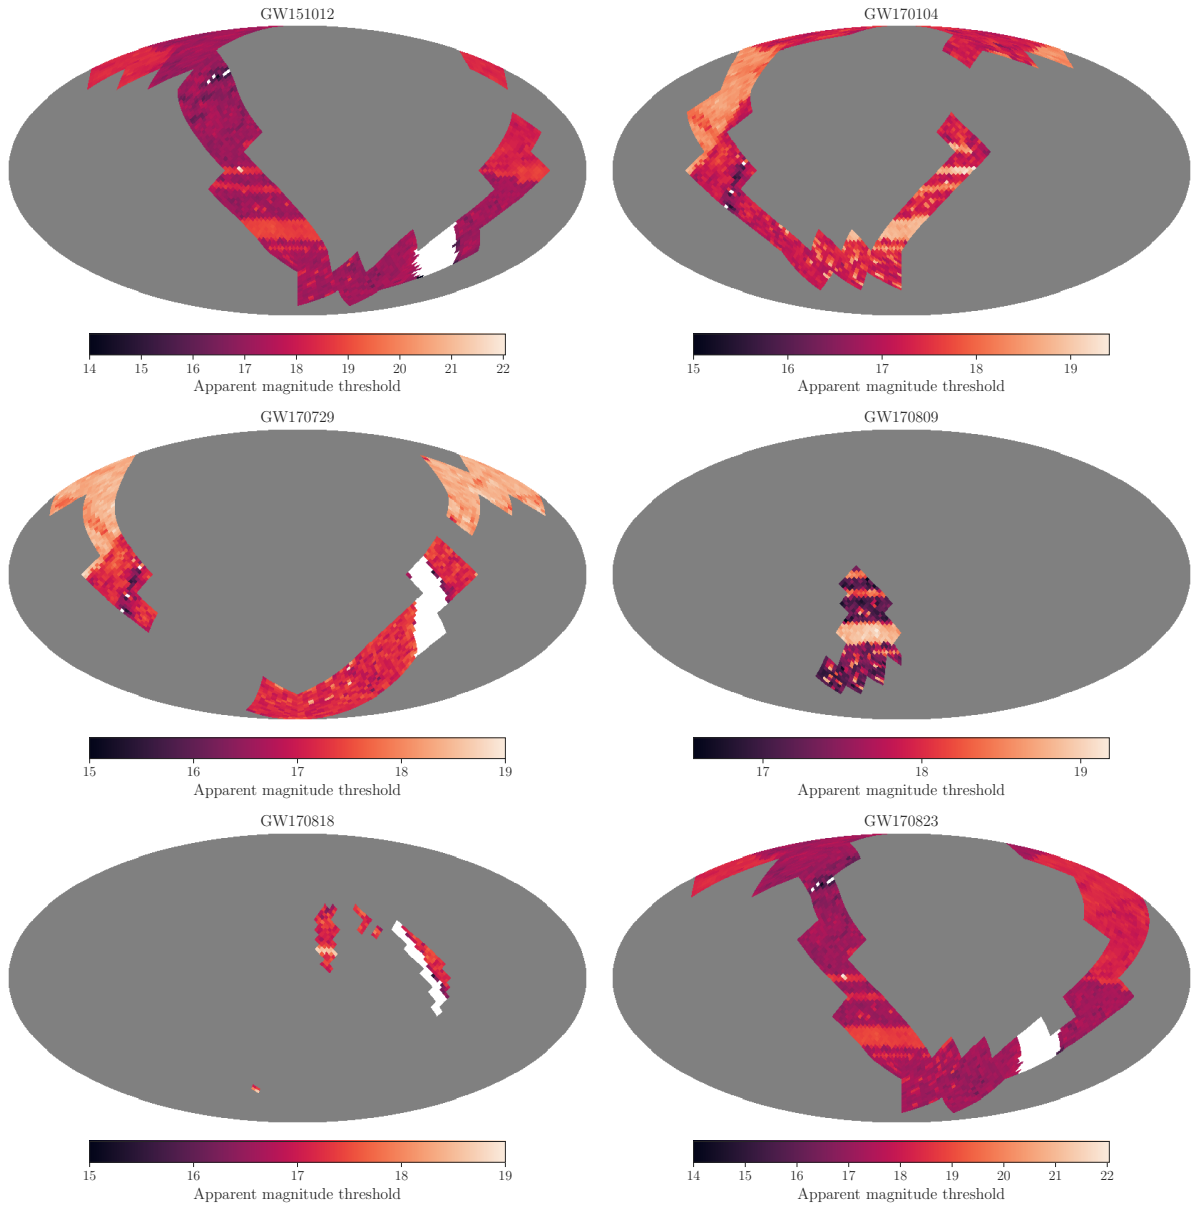 GW151012
GW170104
14 15 16 17 18 19 20 21 22
15 16 17 18 19
Apparent magnitude threshold
Apparent magnitude threshold
GW170729
GW170809
15 16 17 18 19
17 18 19
Apparent magnitude threshold
Apparent magnitude threshold
GW170818
GW170823
15 16 17 18 19
14 15 16 17 18 19 20 21 22
Apparent magnitude threshold
Apparent magnitude threshold